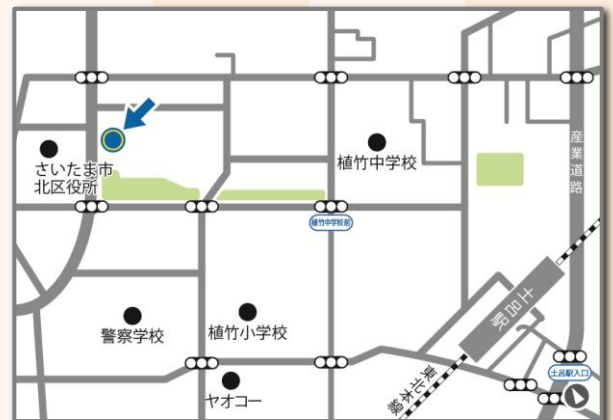 さいたま市
北区役所
植竹中学校
産業道路
植竹中学校前
土呂駅
警察学校
植竹小学校
東北本線
土呂駅入口
ヤオコー